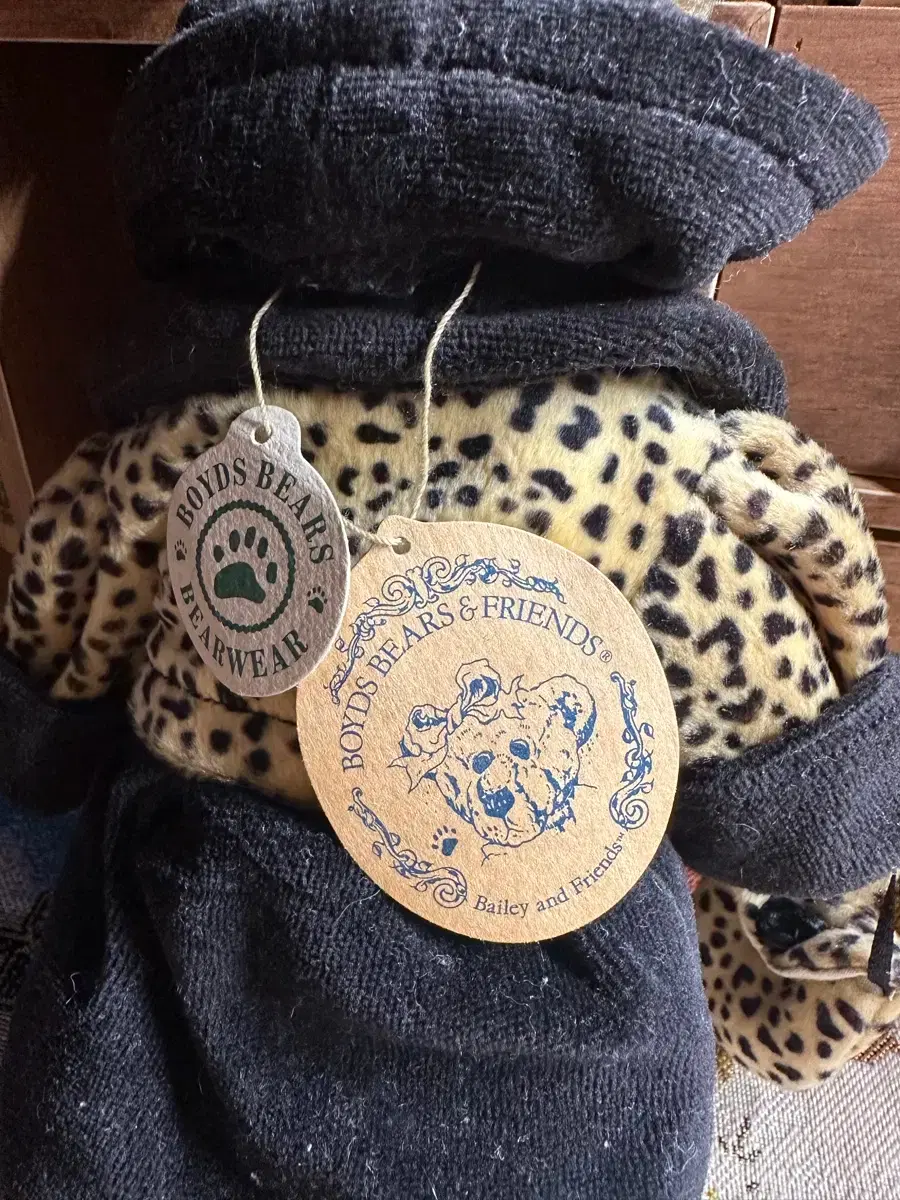 BOYDS BEARS
BEARWEAR
BOYDS BEARS & FRIENDS®
Bailey and Friends™